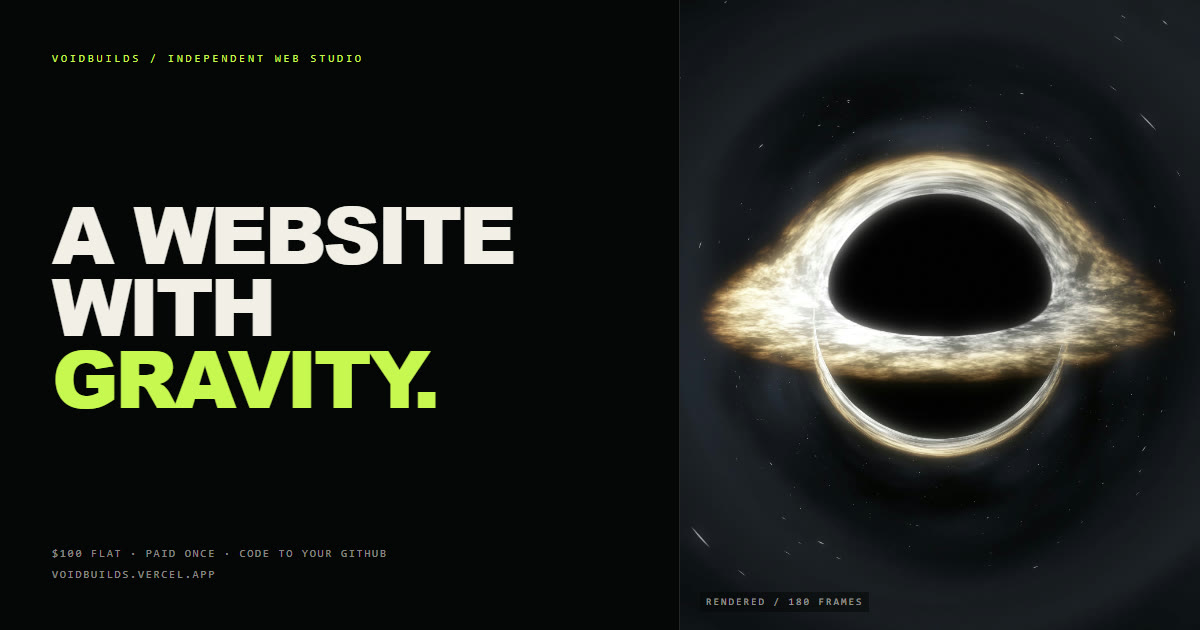 VOIDBUILDS / INDEPENDENT WEB STUDIO
A WEBSITE
WITH
GRAVITY.
$100 FLAT · PAID ONCE · CODE TO YOUR GITHUB
VOIDBUILDS.VERCEL.APP
RENDERED / 180 FRAMES